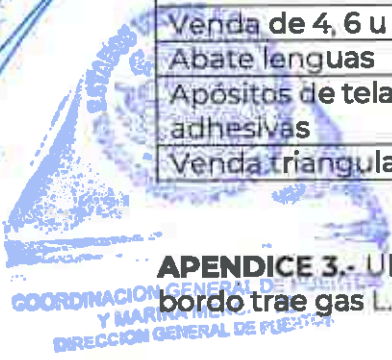 Venda de 4, 6 u
Abate lenguas
Apósitos de tela
adhesivas
Venda triangula
APENDICE 3.- U
bordo trae gas L
COORDINACION GENERAL DE
Y MARINA
DIRECCION GENERAL DE PUERTOS